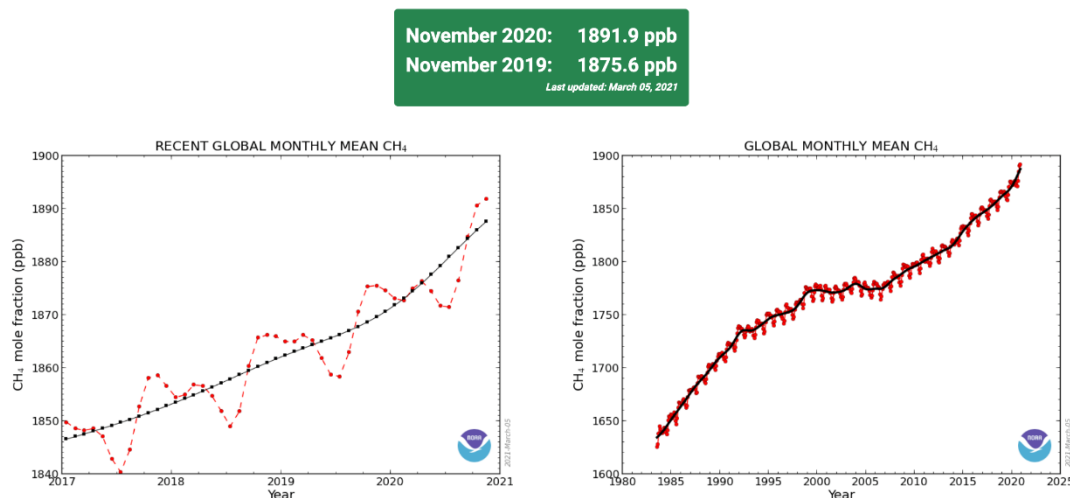 November 2020: 1891.9 ppb
November 2019: 1875.6 ppb
Last updated: March 05, 2021
RECENT GLOBAL MONTHLY MEAN CH₄
CH₄ mole fraction (ppb)
1900
1890
1880
1870
1860
1850
1840
2017
2018
2019
2020
2021
Year
NOAA
2021-March-05
GLOBAL MONTHLY MEAN CH₄
CH₄ mole fraction (ppb)
1900
1850
1800
1750
1700
1650
1600
1980
1985
1990
1995
2000
2005
2010
2015
2020
2025
Year
NOAA
2021-March-05